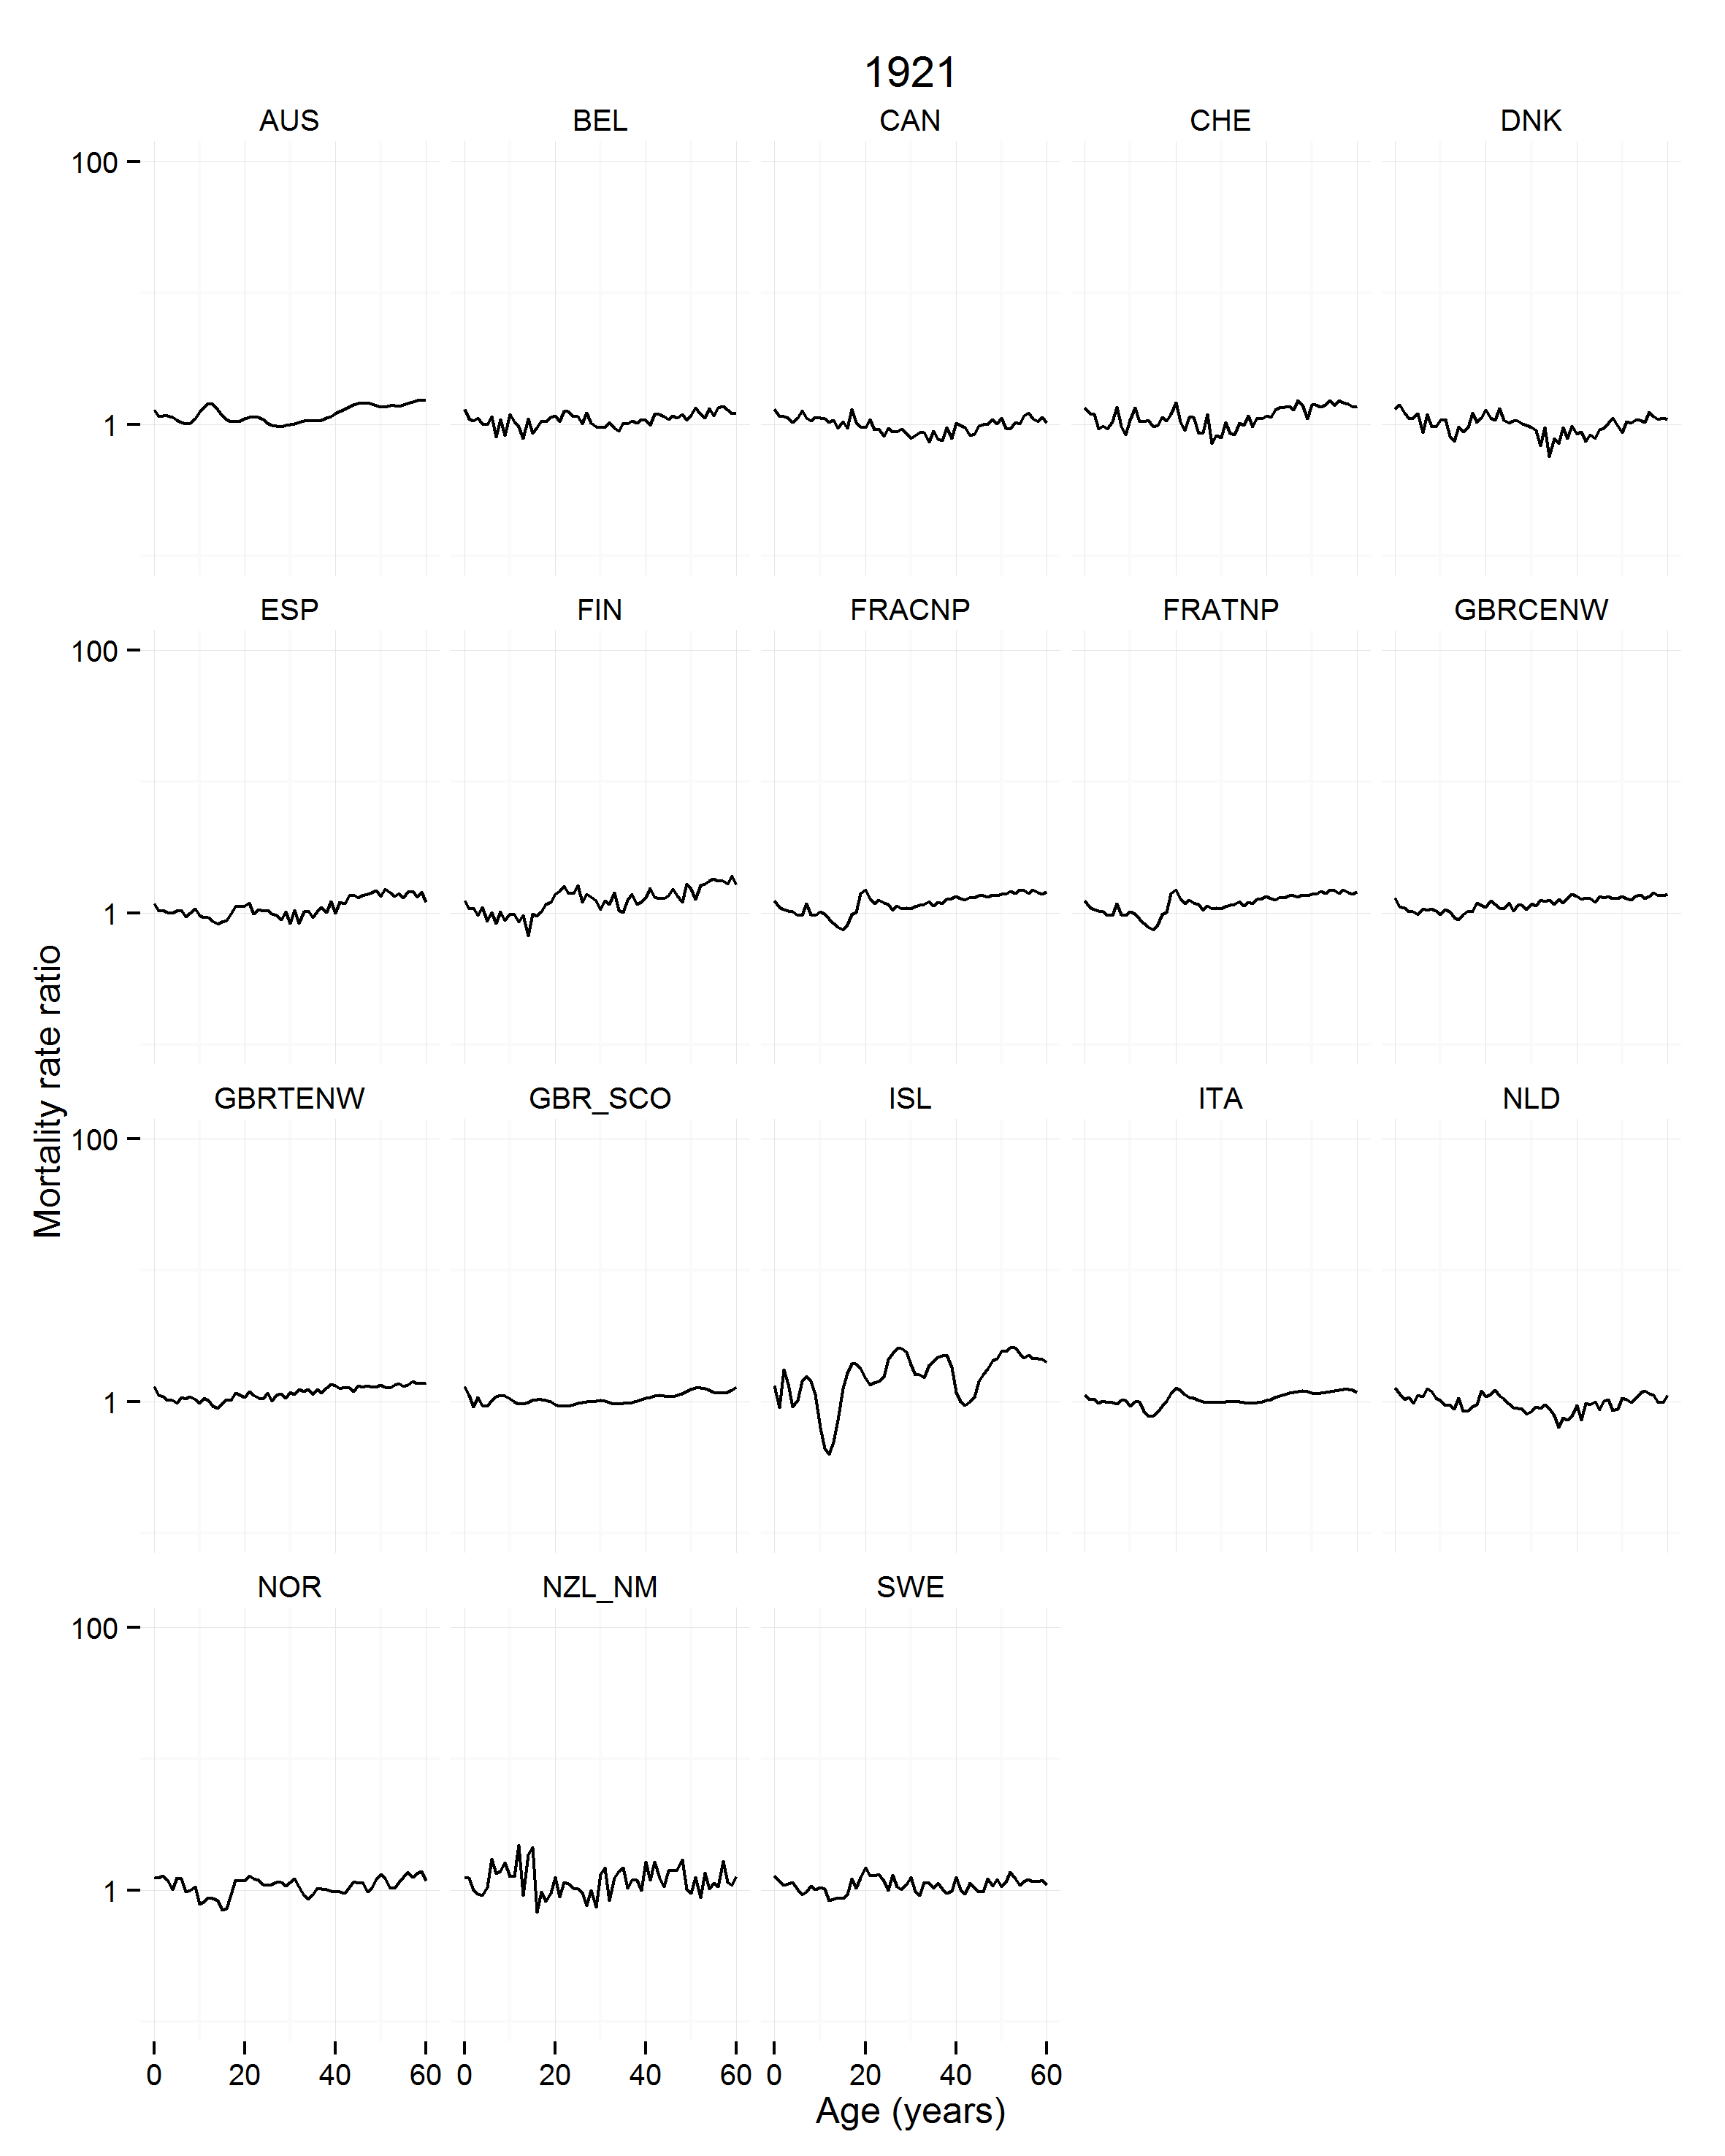 1921
AUS BEL CAN CHE DNK
100
1
ESP FIN FRACNP FRATNP GBRCENW
100
1
Mortality rate ratio
GBRTENW GBR_SCO ISL ITA NLD
100
1
NOR NZL_NM SWE
100
1
0 20 40 60 0 20 40 60 0 20 40 60
Age (years)